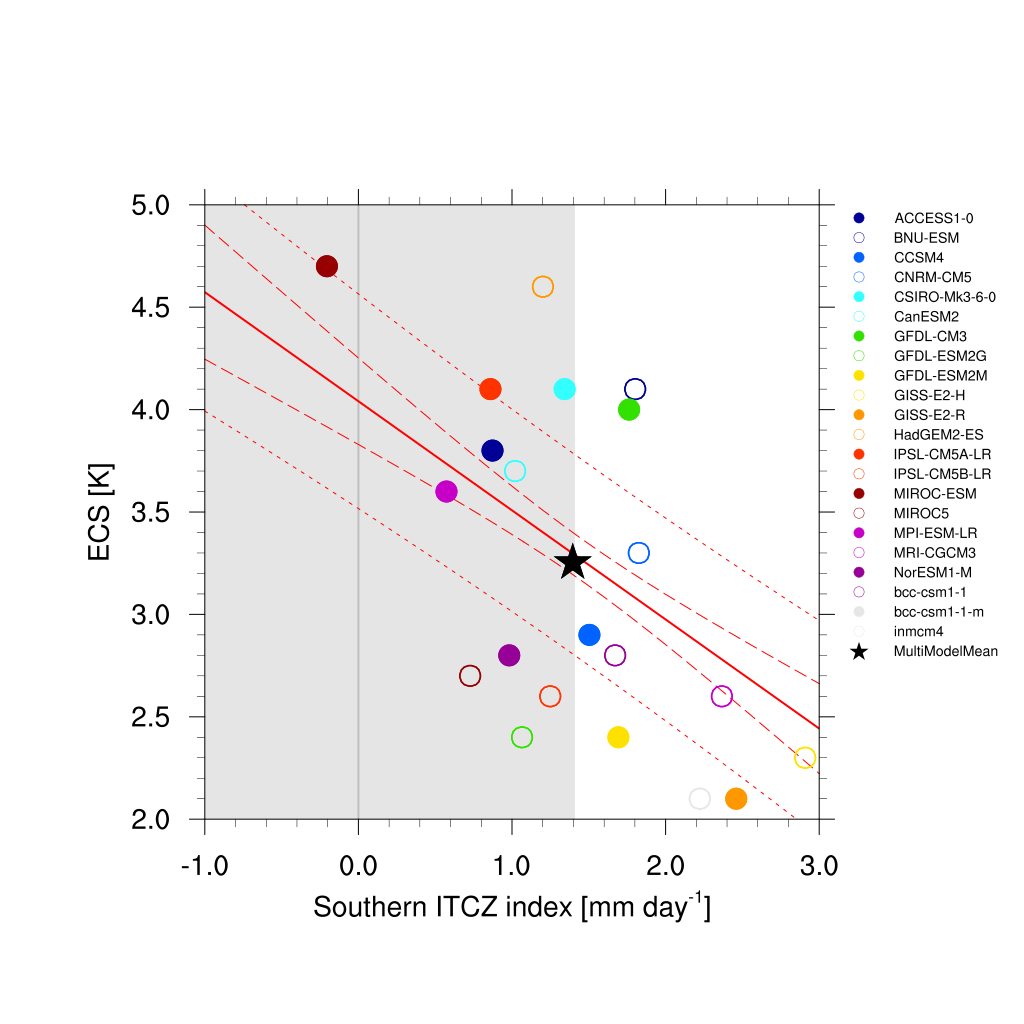 5.0
4.5
4.0
3.5
3.0
2.5
2.0
ECS [K]
-1.0 0.0 1.0 2.0 3.0
Southern ITCZ index [mm day-1]
ACCESS1-0
BNU-ESM
CCSM4
CNRM-CM5
CSIRO-Mk3-6-0
CanESM2
GFDL-CM3
GFDL-ESM2G
GFDL-ESM2M
GISS-E2-H
GISS-E2-R
HadGEM2-ES
IPSL-CM5A-LR
IPSL-CM5B-LR
MIROC-ESM
MIROC5
MPI-ESM-LR
MRI-CGCM3
NorESM1-M
bcc-csm1-1
bcc-csm1-1-m
inmcm4
MultiModelMean